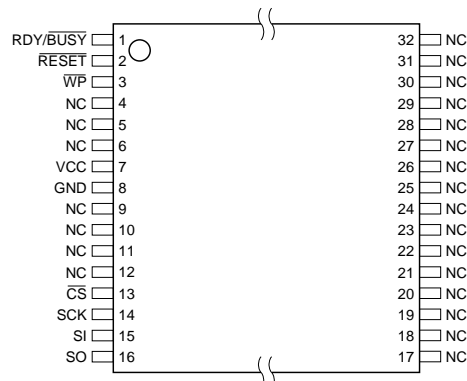 RDY/BUSY 1 32 NC
RESET 2 31 NC
WP 3 30 NC
NC 4 29 NC
NC 5 28 NC
NC 6 27 NC
VCC 7 26 NC
GND 8 25 NC
NC 9 24 NC
NC 10 23 NC
NC 11 22 NC
NC 12 21 NC
CS 13 20 NC
SCK 14 19 NC
SI 15 18 NC
SO 16 17 NC